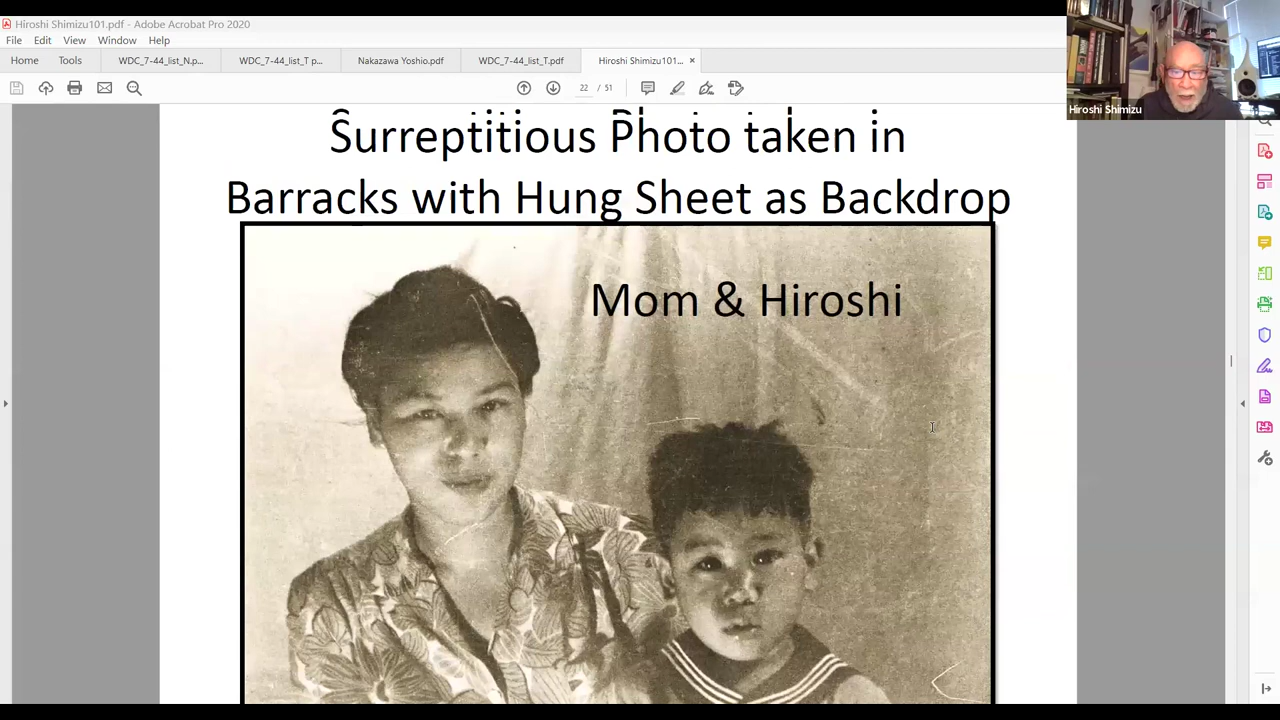 Hiroshi Shimizu101.pdf - Adobe Acrobat Pro 2020
File Edit View Window Help
Home Tools WDC_7-44_list_N.p... WDC_7-44_list_T p... Nakazawa Yoshio.pdf WDC_7-44_list_T.pdf Hiroshi Shimizu101... ×
22 / 51
Hiroshi Shimizu
Surreptitious Photo taken in
Barracks with Hung Sheet as Backdrop
Mom & Hiroshi